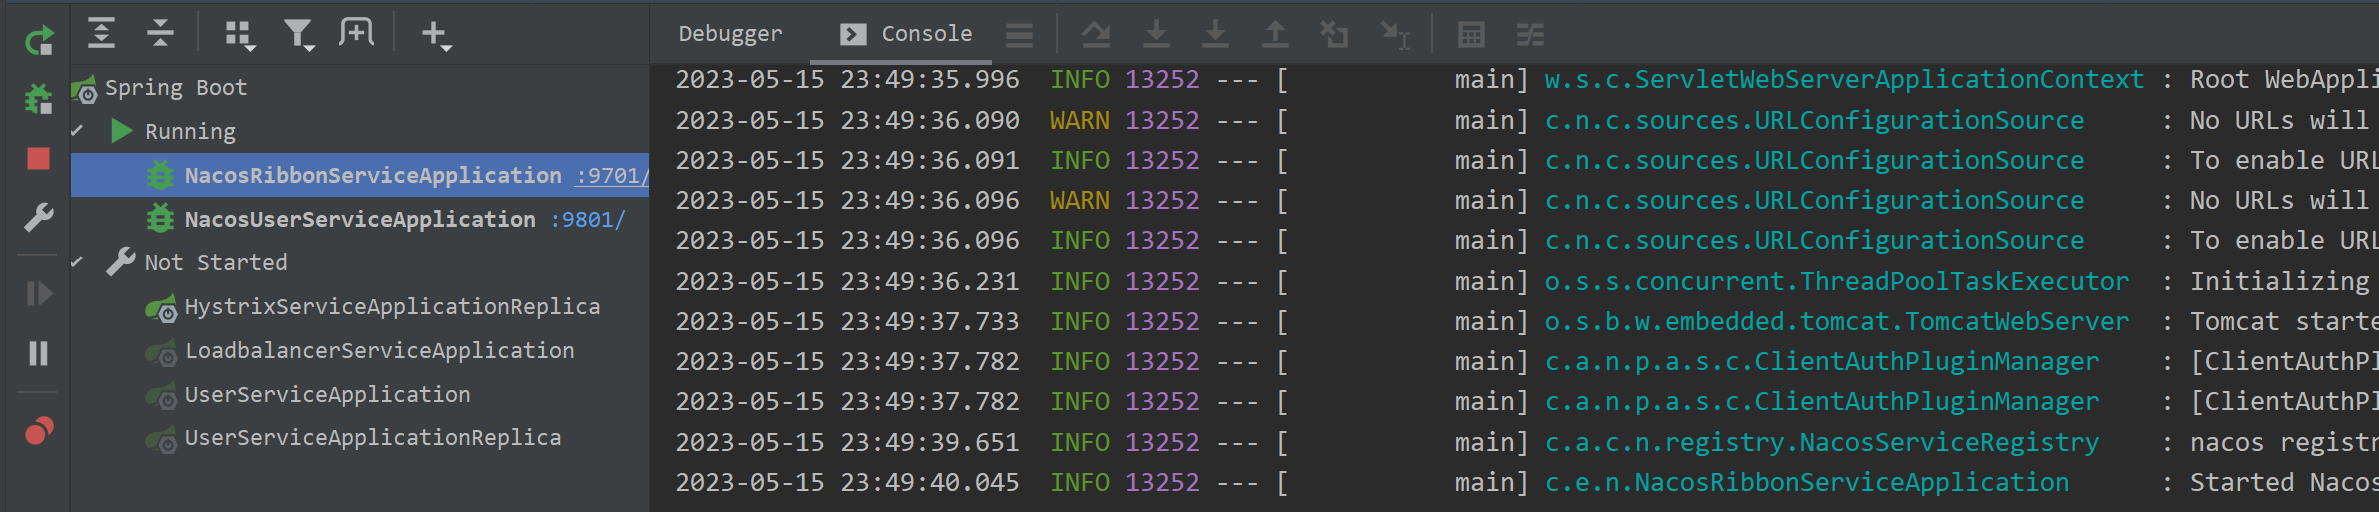 Debugger Console
Spring Boot
Running
NacosRibbonServiceApplication :9701/
NacosUserServiceApplication :9801/
Not Started
HystrixServiceApplicationReplica
LoadbalancerServiceApplication
UserServiceApplication
UserServiceApplicationReplica
2023-05-15 23:49:35.996 INFO 13252 --- [ main] w.s.c.ServletWebServerApplicationContext : Root WebAppli
2023-05-15 23:49:36.090 WARN 13252 --- [ main] c.n.c.sources.URLConfigurationSource : No URLs will
2023-05-15 23:49:36.091 INFO 13252 --- [ main] c.n.c.sources.URLConfigurationSource : To enable URL
2023-05-15 23:49:36.096 WARN 13252 --- [ main] c.n.c.sources.URLConfigurationSource : No URLs will
2023-05-15 23:49:36.096 INFO 13252 --- [ main] c.n.c.sources.URLConfigurationSource : To enable URL
2023-05-15 23:49:36.231 INFO 13252 --- [ main] o.s.s.concurrent.ThreadPoolTaskExecutor : Initializing
2023-05-15 23:49:37.733 INFO 13252 --- [ main] o.s.b.w.embedded.tomcat.TomcatWebServer : Tomcat starte
2023-05-15 23:49:37.782 INFO 13252 --- [ main] c.a.n.p.a.s.c.ClientAuthPluginManager : [ClientAuthPl
2023-05-15 23:49:37.782 INFO 13252 --- [ main] c.a.n.p.a.s.c.ClientAuthPluginManager : [ClientAuthPl
2023-05-15 23:49:39.651 INFO 13252 --- [ main] c.a.c.n.registry.NacosServiceRegistry : nacos registr
2023-05-15 23:49:40.045 INFO 13252 --- [ main] c.e.n.NacosRibbonServiceApplication : Started Nacos